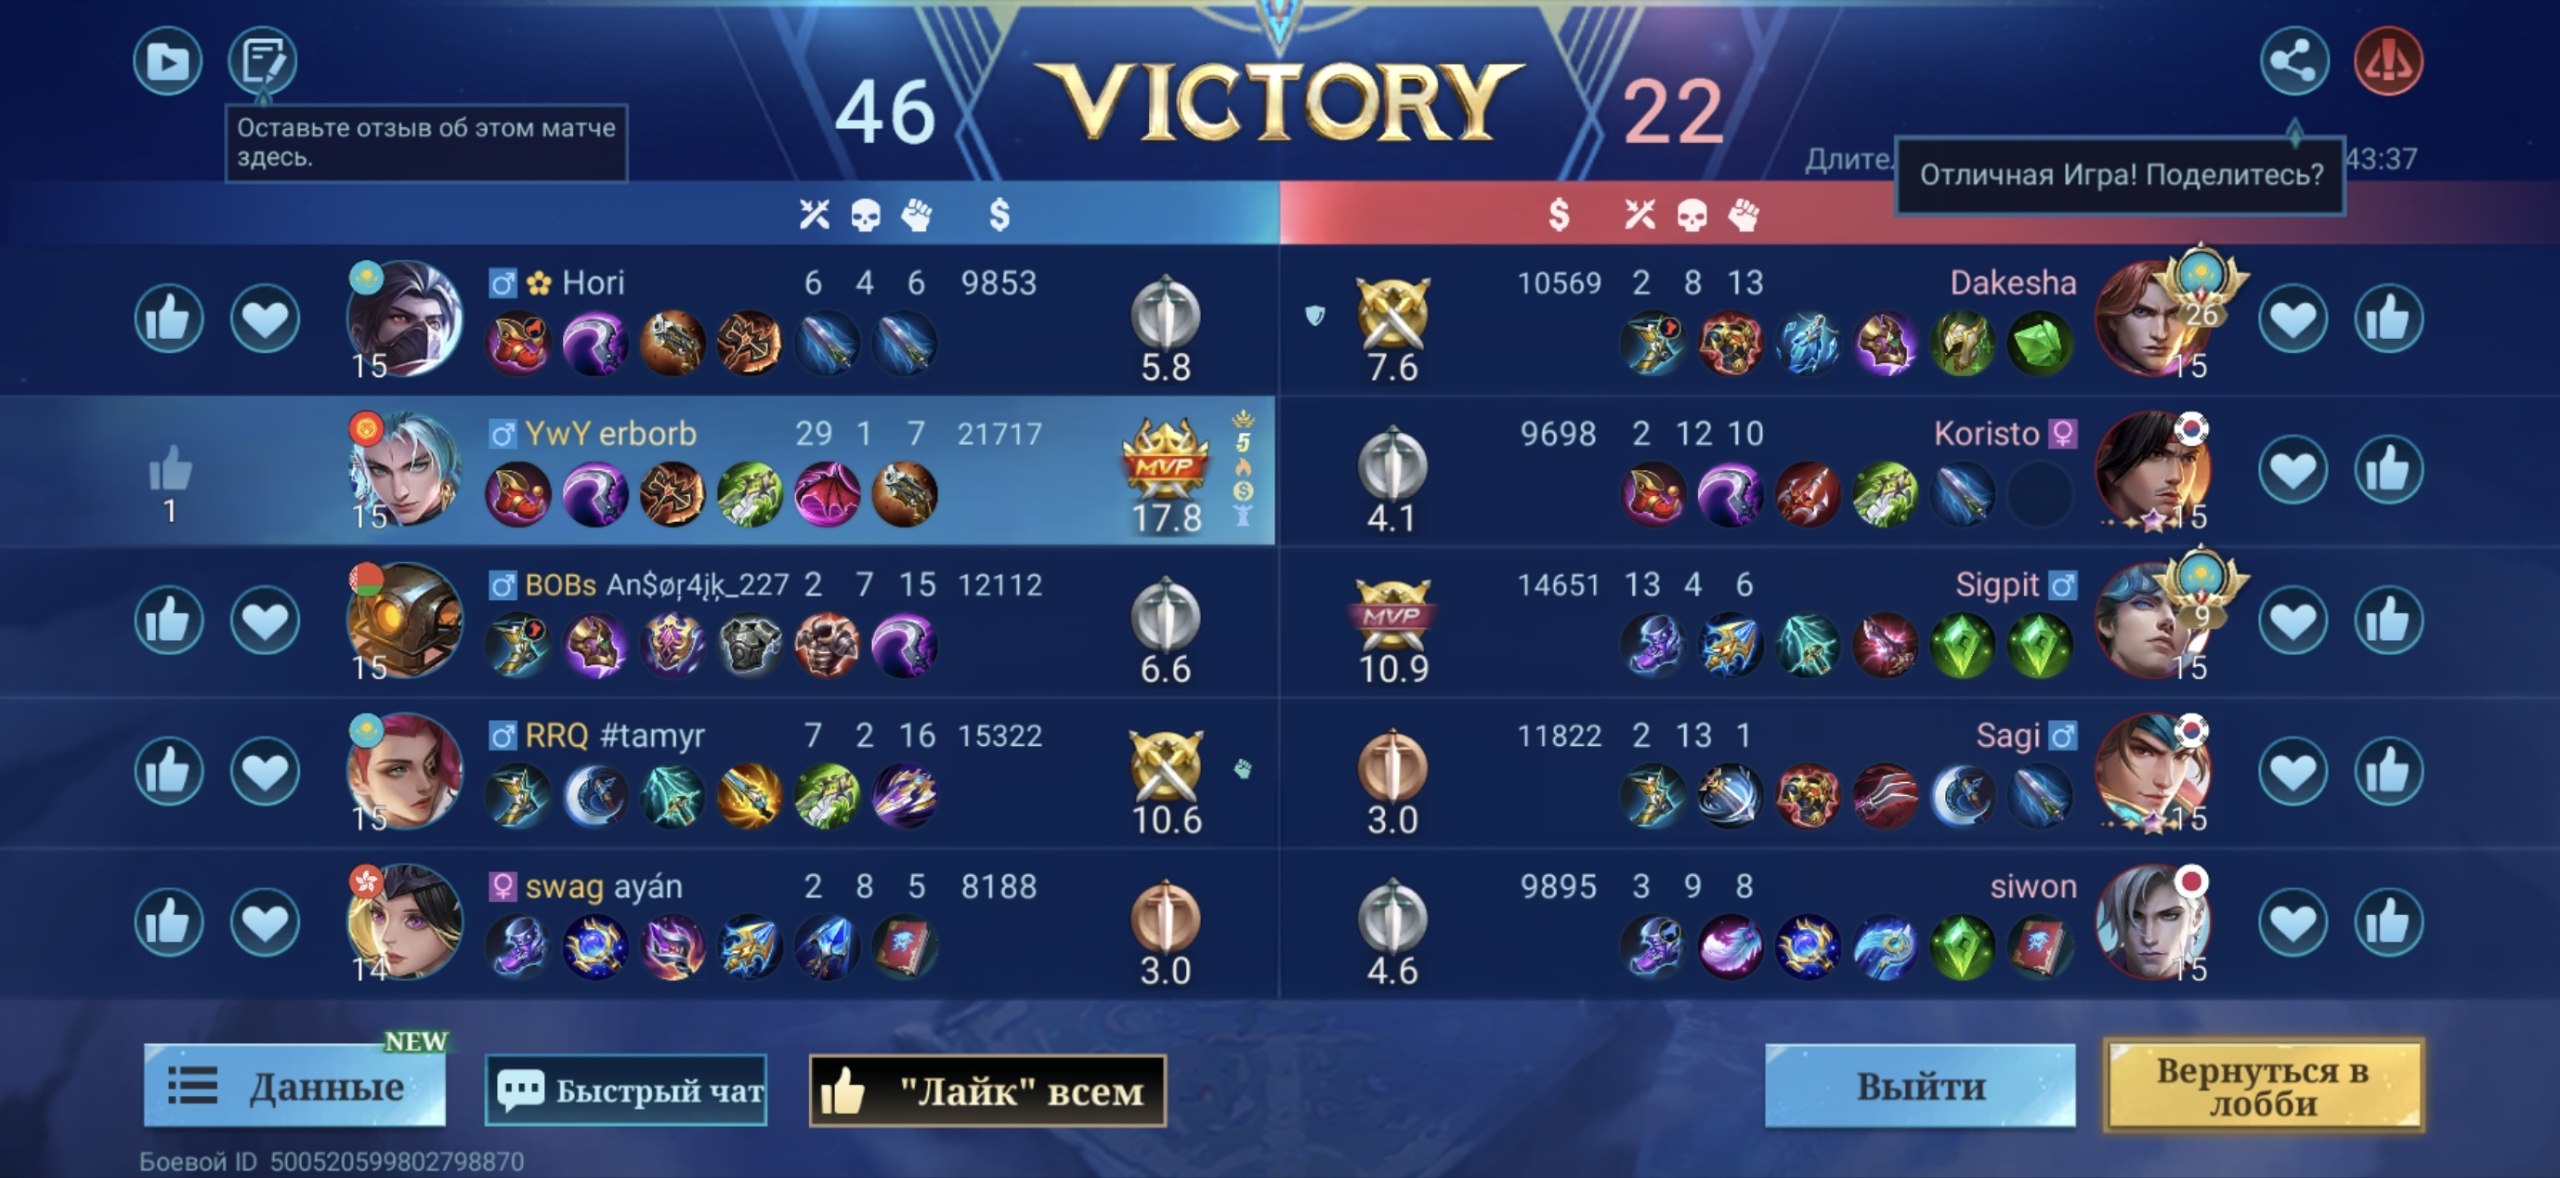 46
VICTORY
22
Оставьте отзыв об этом матче
здесь.
Длите
43:37
Отличная Игра! Поделитесь?
$
$
Hori 6 4 6 9853
15
5.8
10569 2 8 13 Dakesha
26
7.6
15
YwY erborb 29 1 7 21717
1
15
MVP
17.8
5
$
9698 2 12 10 Koristo
4.1
15
BOBs An$øŗ4įķ_227 2 7 15 12112
15
6.6
14651 13 4 6 Sigpit
9
MVP
10.9
15
RRQ #tamyr 7 2 16 15322
15
10.6
11822 2 13 1 Sagi
3.0
15
swag ayán 2 8 5 8188
14
3.0
9895 3 9 8 siwon
4.6
15
NEW
Данные
Быстрый чат
"Лайк" всем
Выйти
Вернуться в
лобби
Боевой ID 500520599802798870